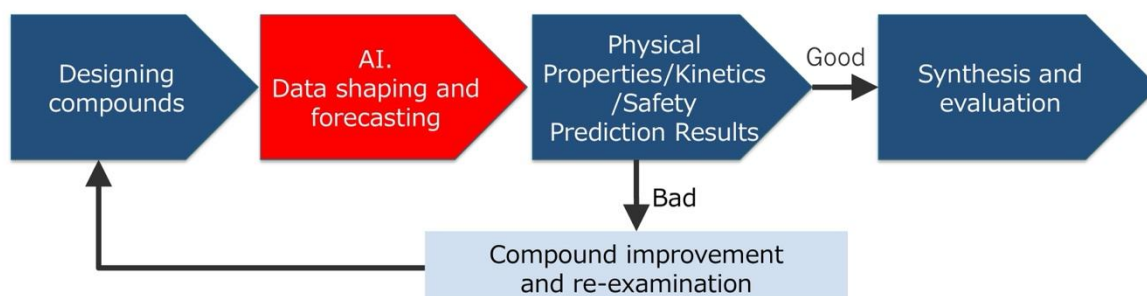 Designing
compounds
AI.
Data shaping and
forecasting
Physical
Properties/Kinetics
/Safety
Prediction Results
Good
Synthesis and
evaluation
Bad
Compound improvement
and re-examination